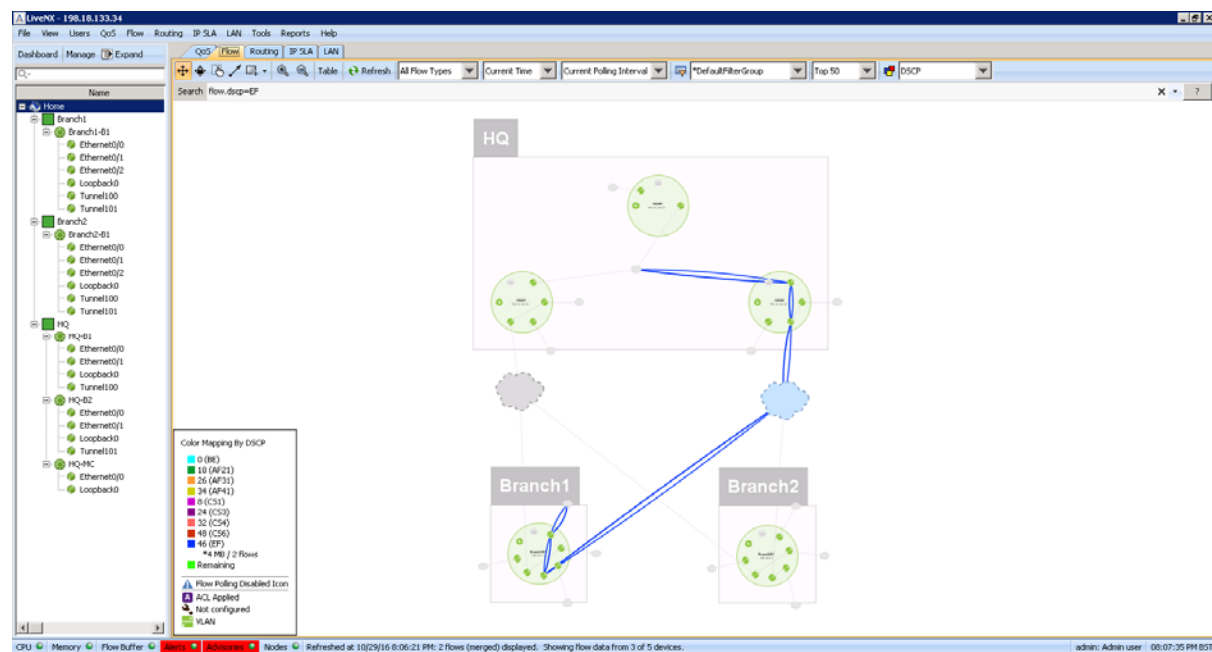 LiveNX - 198.18.133.34
File View Users QoS Flow Routing IP SLA LAN Tools Reports Help
Dashboard Manage Expand
QoS Flow Routing IP SLA LAN
Table Refresh All Flow Types Current Time Current Polling Interval *DefaultFilterGroup Top 50 DSCP
Search flow.dscp=EF
X ?
Name
Home
Branch1
Branch1-B1
Ethernet0/0
Ethernet0/1
Ethernet0/2
Loopback0
Tunnel100
Tunnel101
Branch2
Branch2-B1
Ethernet0/0
Ethernet0/1
Ethernet0/2
Loopback0
Tunnel100
Tunnel101
HQ
HQ-B1
Ethernet0/0
Ethernet0/1
Loopback0
Tunnel100
HQ-B2
Ethernet0/0
Ethernet0/1
Loopback0
Tunnel101
HQ-MC
Ethernet0/0
Loopback0
HQ
Branch1
Branch2
Color Mapping By DSCP
0 (BE)
18 (AF21)
26 (AF31)
34 (AF41)
8 (CS1)
24 (CS3)
32 (CS4)
48 (CS6)
46 (EF)
*4 MB / 2 flows
Remaining
Flow Polling Disabled Icon
A ACL Applied
Not configured
VLAN
CPU Memory Flow Buffer Alerts Advisories Nodes Refreshed at 10/29/16 8:06:21 PM: 2 flows (merged) displayed. Showing flow data from 3 of 5 devices.
admin: Admin user 08:07:35 PM BST